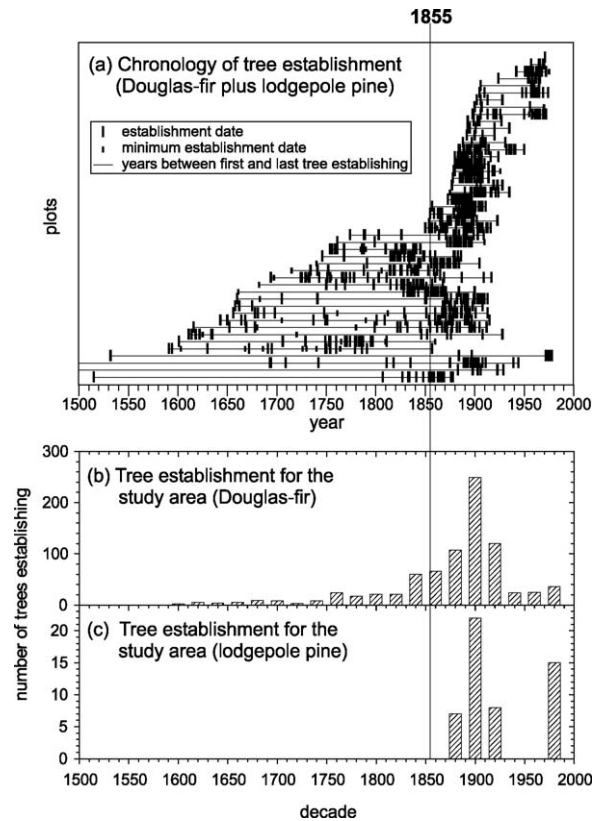 1855
(a) Chronology of tree establishment
(Douglas-fir plus lodgepole pine)
establishment date
minimum establishment date
years between first and last tree establishing
plots
1500 1550 1600 1650 1700 1750 1800 1850 1900 1950 2000
year
300
(b) Tree establishment for the
study area (Douglas-fir)
200
100
0
number of trees establishing
(c) Tree establishment for the
study area (lodgepole pine)
20
15
10
5
0
1500 1550 1600 1650 1700 1750 1800 1850 1900 1950 2000
decade